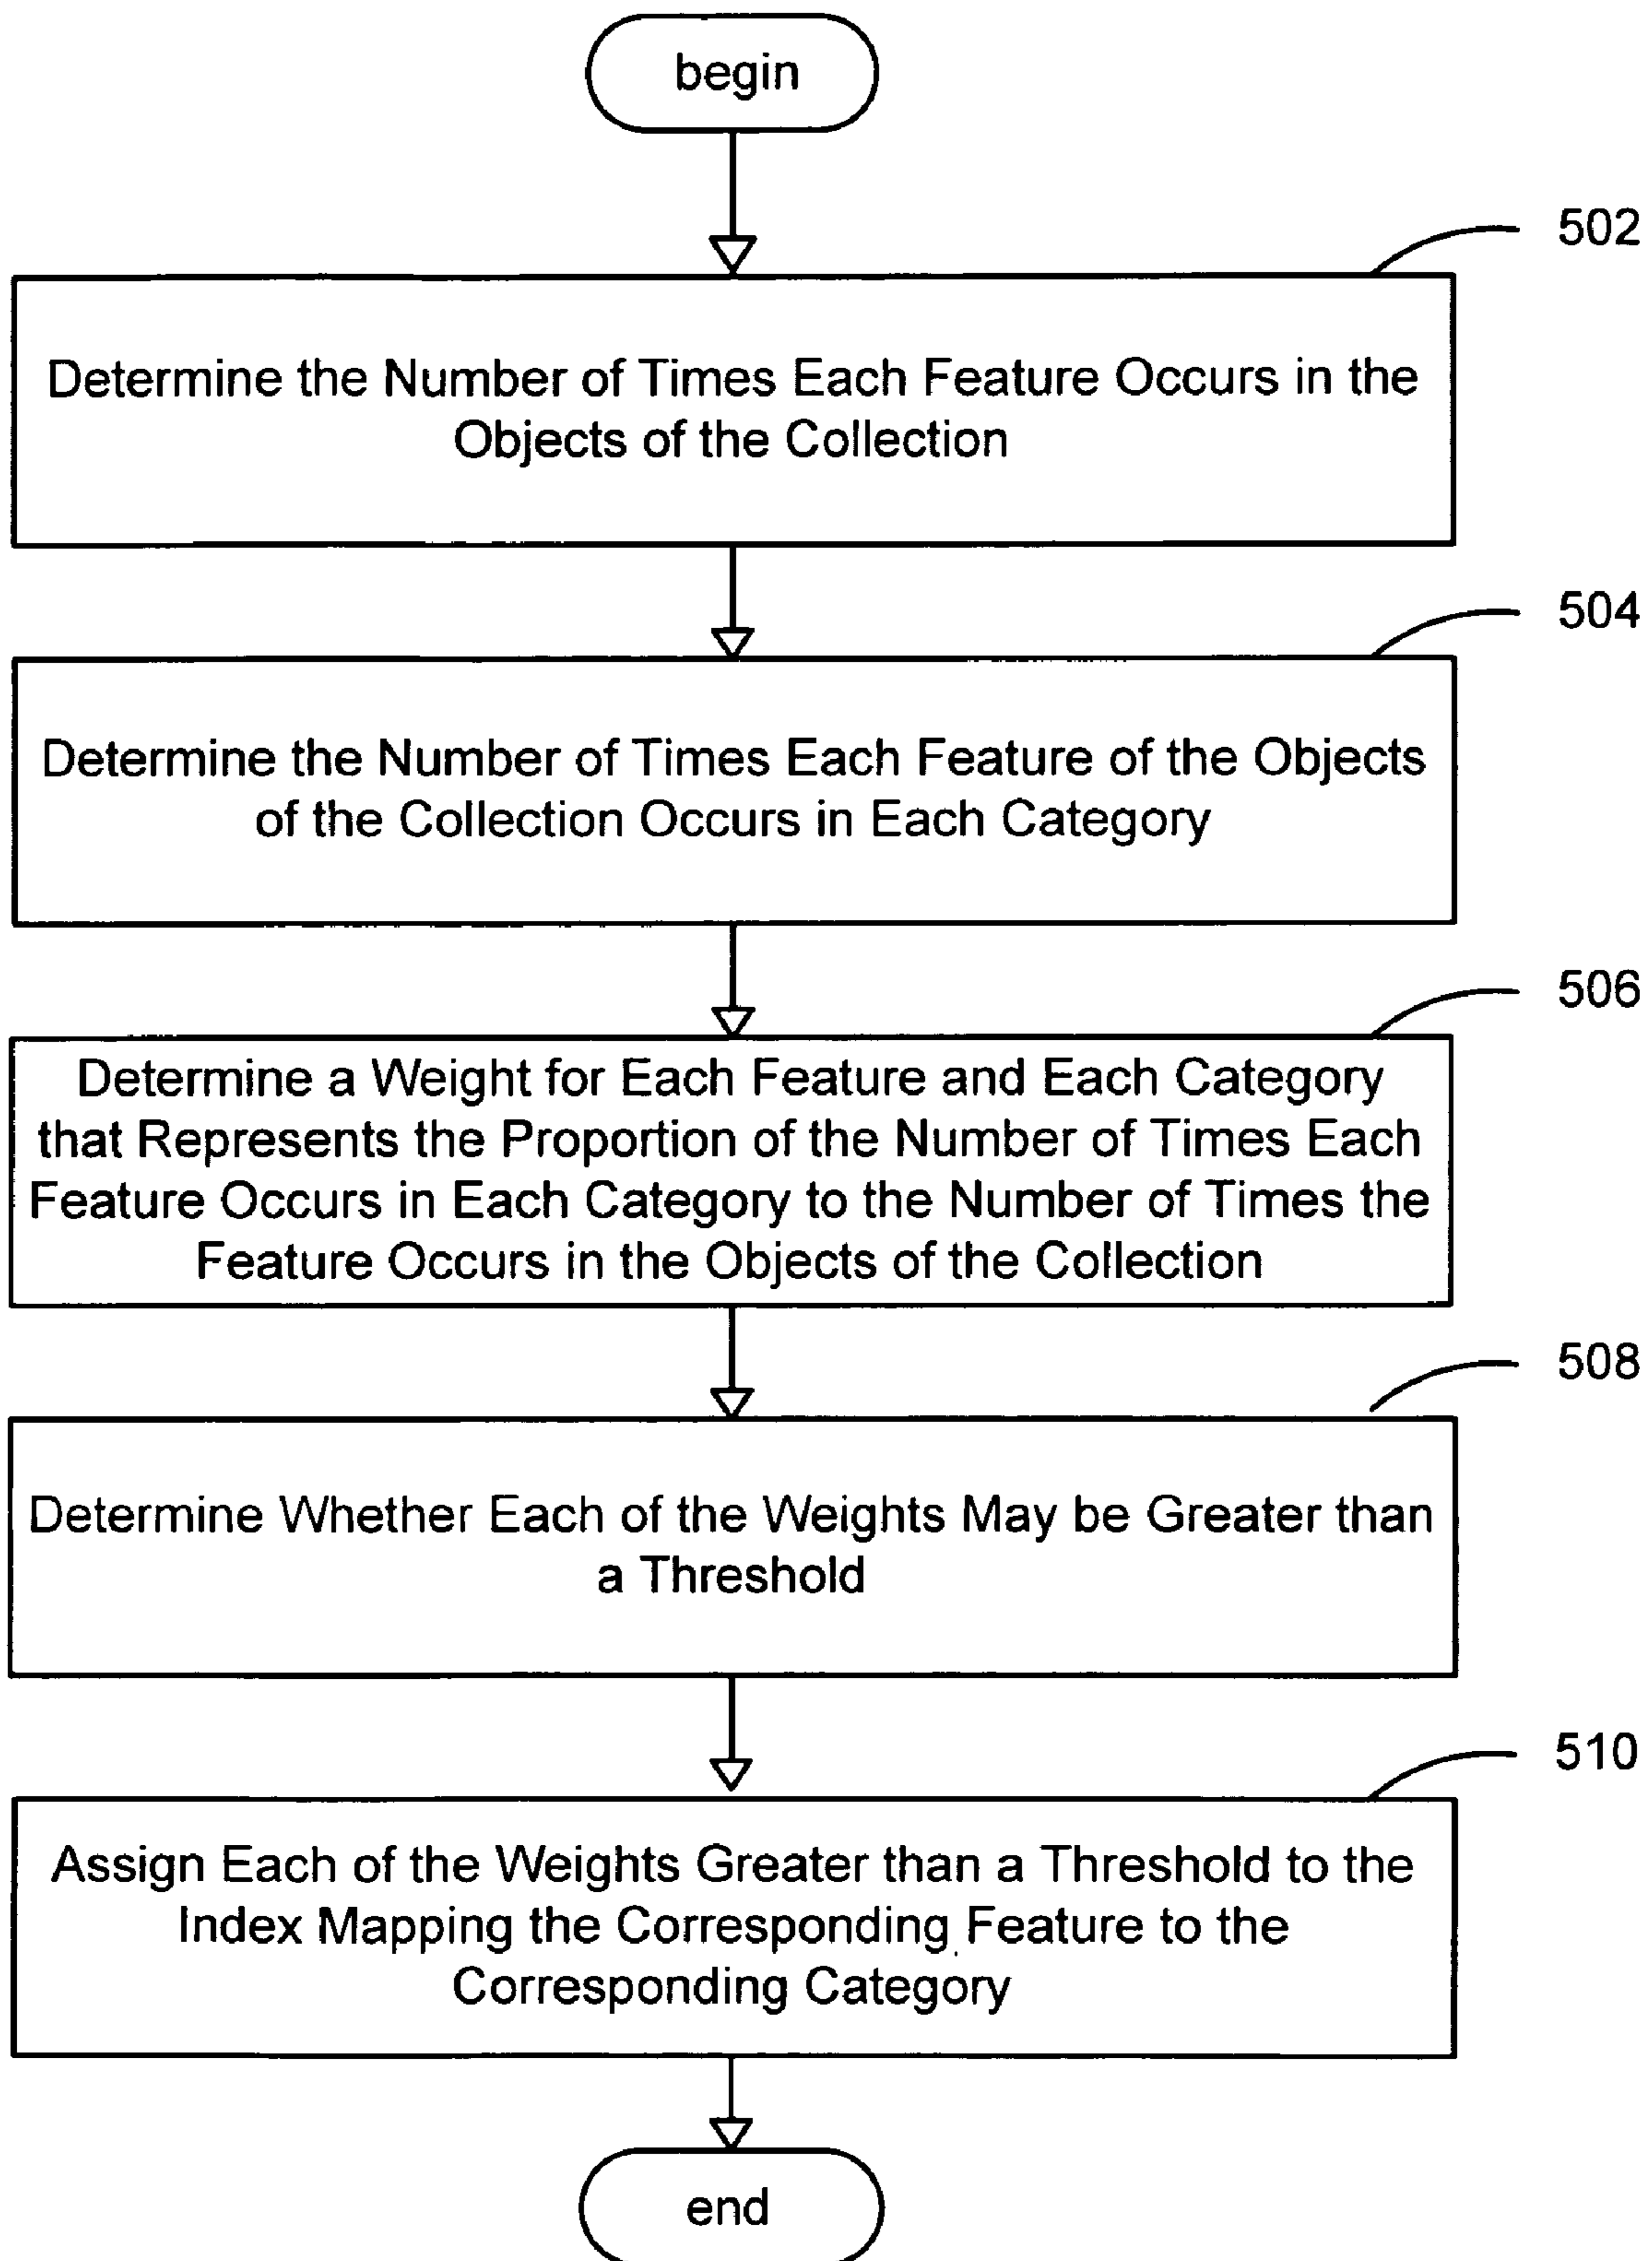 begin
502
Determine the Number of Times Each Feature Occurs in the
Objects of the Collection
504
Determine the Number of Times Each Feature of the Objects
of the Collection Occurs in Each Category
506
Determine a Weight for Each Feature and Each Category
that Represents the Proportion of the Number of Times Each
Feature Occurs in Each Category to the Number of Times the
Feature Occurs in the Objects of the Collection
508
Determine Whether Each of the Weights May be Greater than
a Threshold
510
Assign Each of the Weights Greater than a Threshold to the
Index Mapping the Corresponding Feature to the
Corresponding Category
end